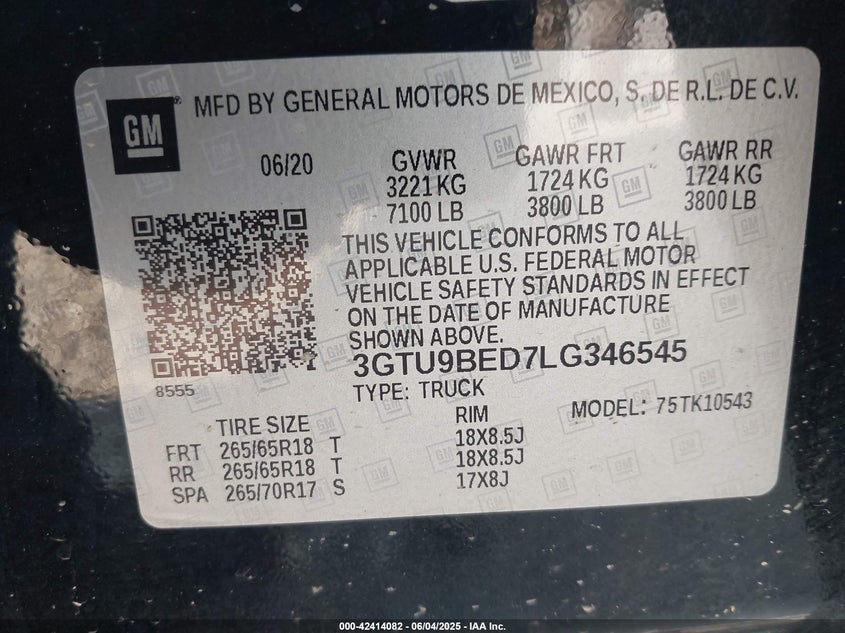 GM
MFD BY GENERAL MOTORS DE MEXICO, S. DE R.L. DE C.V.
06/20
GVWR GAWR FRT GAWR RR
3221 KG 1724 KG 1724 KG
7100 LB 3800 LB 3800 LB
THIS VEHICLE CONFORMS TO ALL
APPLICABLE U.S. FEDERAL MOTOR
VEHICLE SAFETY STANDARDS IN EFFECT
ON THE DATE OF MANUFACTURE
SHOWN ABOVE.
8555
3GTU9BED7LG346545
TYPE: TRUCK
MODEL: 75TK10543
TIRE SIZE RIM
FRT 265/65R18 T 18X8.5J
RR 265/65R18 T 18X8.5J
SPA 265/70R17 S 17X8J
000-42414082 - 06/04/2025 - IAA Inc.